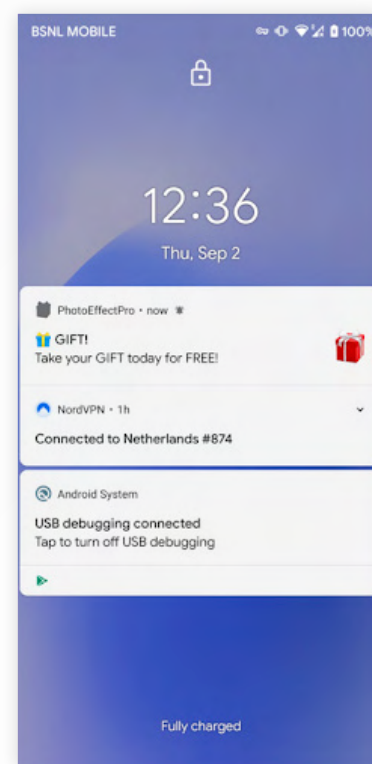 BSNL MOBILE 100%
12:36
Thu, Sep 2
PhotoEffectPro • now
GIFT!
Take your GIFT today for FREE!
NordVPN • 1h
Connected to Netherlands #874
Android System
USB debugging connected
Tap to turn off USB debugging
Fully charged